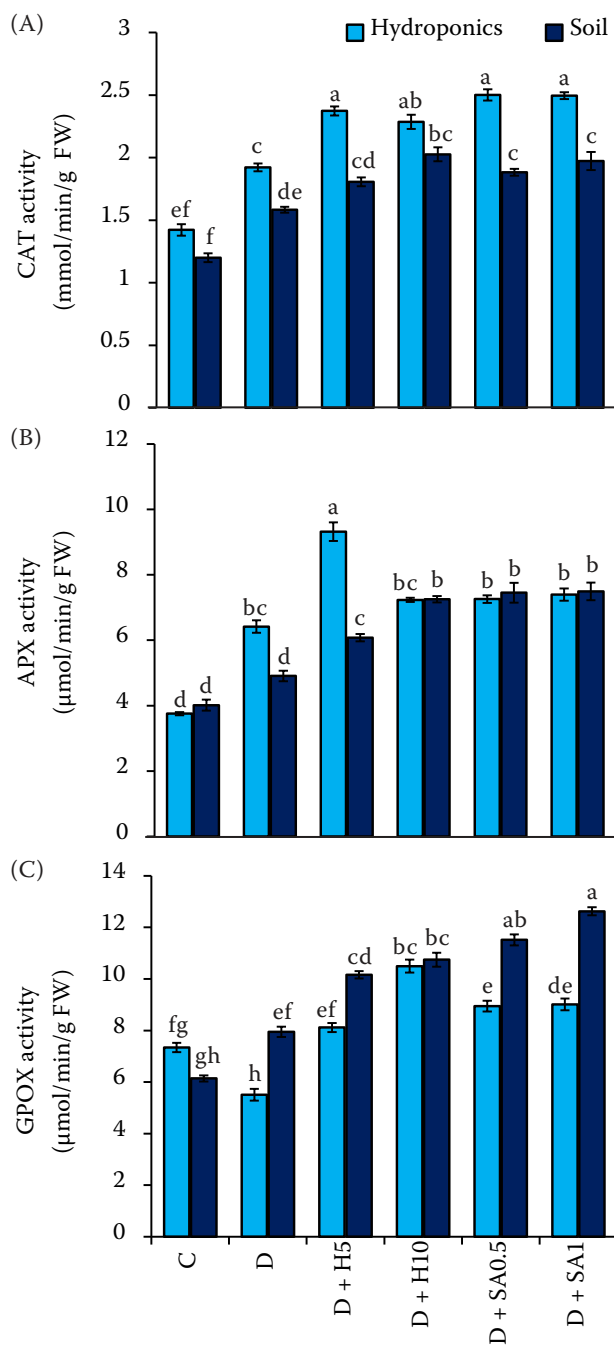 (A)
Hydroponics Soil
CAT activity
(mmol/min/g FW)
3
2.5
2
1.5
1
0.5
0
ef f c de a cd ab bc a c a c
(B)
APX activity
(µmol/min/g FW)
12
10
8
6
4
2
0
d d bc d a c bc b b b b b
(C)
GPOX activity
(µmol/min/g FW)
14
12
10
8
6
4
2
0
fg gh h ef ef cd bc bc e ab de a
C
D
D + H5
D + H10
D + SA0.5
D + SA1